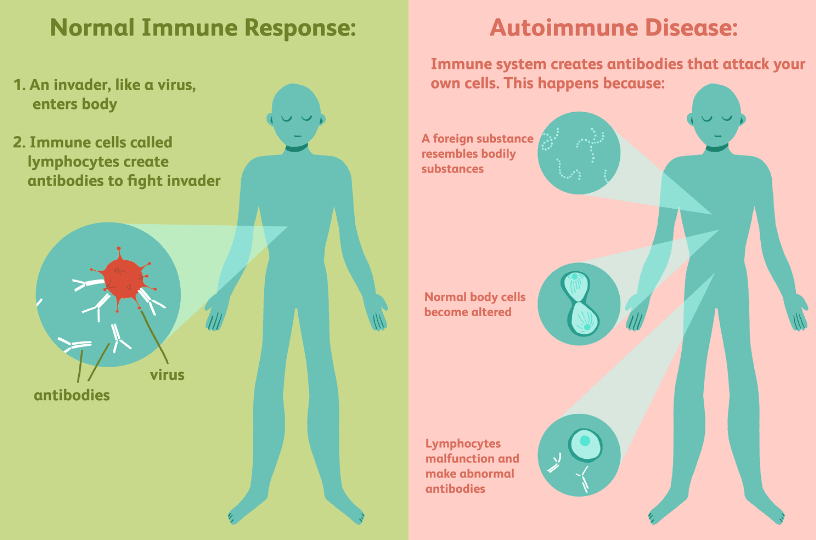 Normal Immune Response:
1. An invader, like a virus,
enters body
2. Immune cells called
lymphocytes create
antibodies to fight invader
virus
antibodies
Autoimmune Disease:
Immune system creates antibodies that attack your
own cells. This happens because:
A foreign substance
resembles bodily
substances
Normal body cells
become altered
Lymphocytes
malfunction and
make abnormal
antibodies